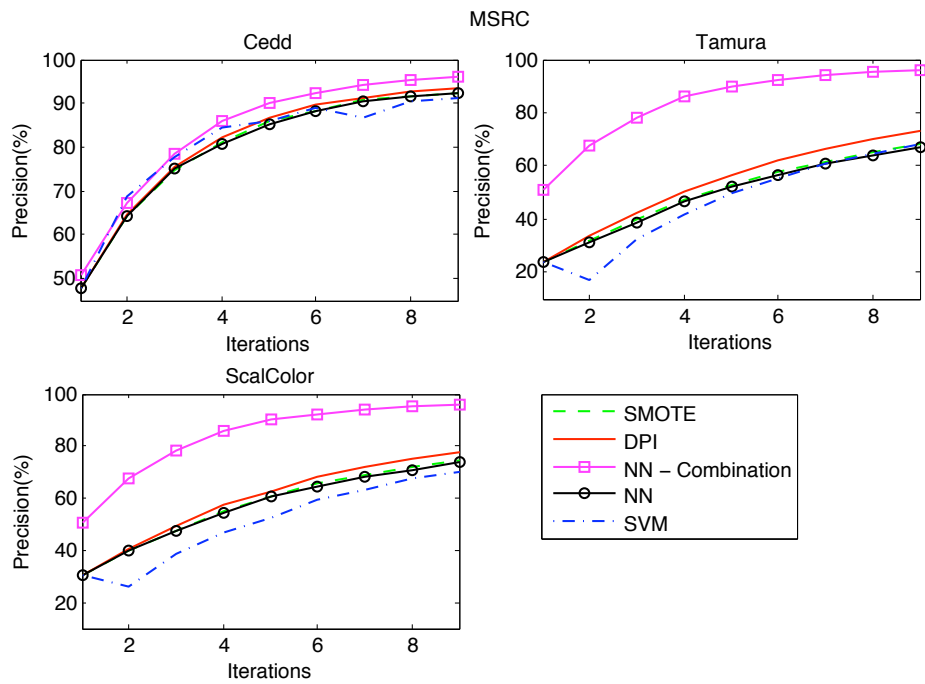 MSRC
Cedd
100
90
80
70
60
50
Precision(%)
2
4
6
8
Iterations
Tamura
100
80
60
40
20
Precision(%)
2
4
6
8
Iterations
ScalColor
100
80
60
40
20
Precision(%)
2
4
6
8
Iterations
SMOTE
DPI
NN − Combination
NN
SVM